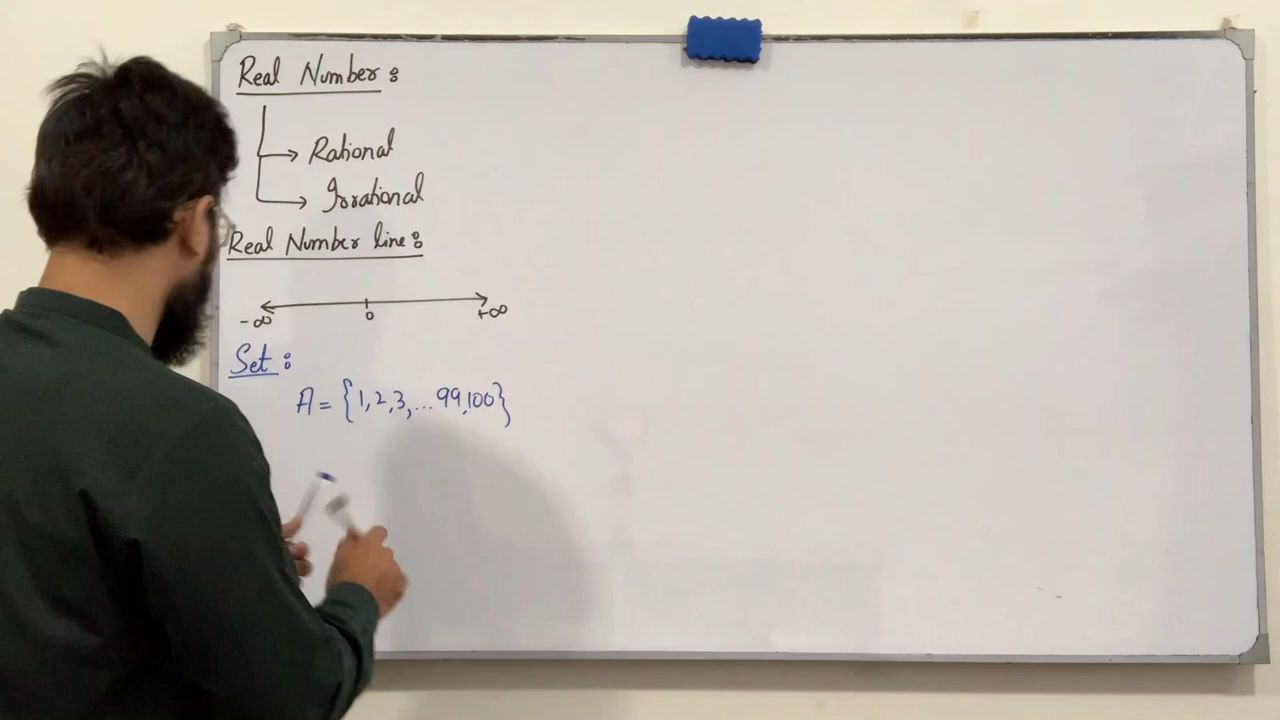 Real Number:
Rational
Irrational
Real Number line:
-∞ 0 +∞
Set:
A = {1,2,3,...99,100}